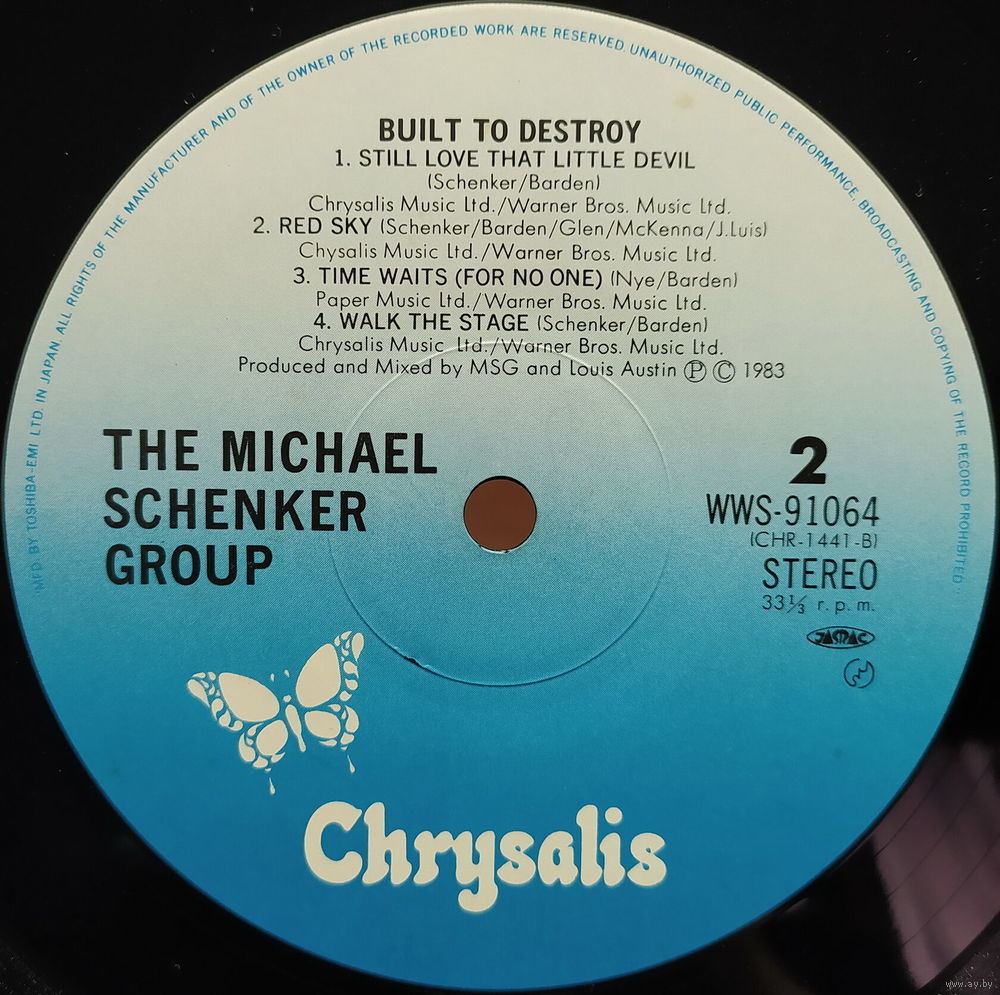 MFD. BY TOSHIBA-EMI LTD. IN JAPAN. ALL RIGHTS OF THE MANUFACTURER AND OF THE OWNER OF THE RECORDED WORK ARE RESERVED. UNAUTHORIZED PUBLIC PERFORMANCE, BROADCASTING AND COPYING OF THE RECORD PROHIBITED.
BUILT TO DESTROY
1. STILL LOVE THAT LITTLE DEVIL
(Schenker/Barden)
Chrysalis Music Ltd./Warner Bros. Music Ltd.
2. RED SKY (Schenker/Barden/Glen/McKenna/J.Luis)
Chysalis Music Ltd./Warner Bros. Music Ltd.
3. TIME WAITS (FOR NO ONE) (Nye/Barden)
Paper Music Ltd./Warner Bros. Music Ltd.
4. WALK THE STAGE (Schenker/Barden)
Chrysalis Music Ltd./Warner Bros. Music Ltd.
Produced and Mixed by MSG and Louis Austin Ⓟ Ⓒ 1983
THE MICHAEL
SCHENKER
GROUP
2
WWS-91064
(CHR-1441-B)
STEREO
33⅓ r.p.m.
JASRAC
Chrysalis
www.ay.by